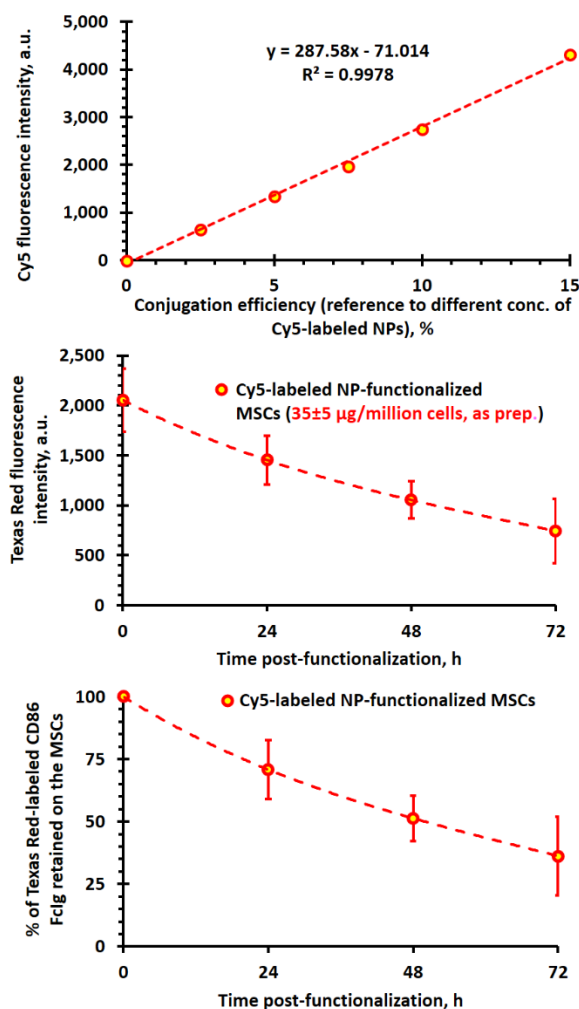 5,000
4,000
3,000
2,000
1,000
0
Cy5 fluorescence intensity, a.u.
y = 287.58x - 71.014
R² = 0.9978
0 5 10 15
Conjugation efficiency (reference to different conc. of
Cy5-labeled NPs), %
2,500
2,000
1,500
1,000
500
0
Texas Red fluorescence
intensity, a.u.
Cy5-labeled NP-functionalized
MSCs (35±5 µg/million cells, as prep.)
0 24 48 72
Time post-functionalization, h
100
75
50
25
0
% of Texas Red-labeled CD86
FcIg retained on the MSCs
Cy5-labeled NP-functionalized MSCs
0 24 48 72
Time post-functionalization, h